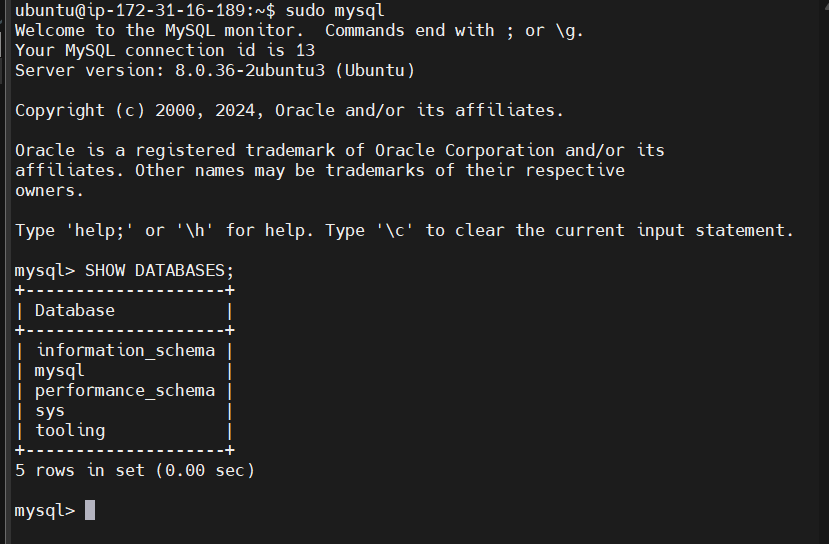 ubuntu@ip-172-31-16-189:~$ sudo mysql
Welcome to the MySQL monitor.  Commands end with ; or \g.
Your MySQL connection id is 13
Server version: 8.0.36-2ubuntu3 (Ubuntu)
Copyright (c) 2000, 2024, Oracle and/or its affiliates.
Oracle is a registered trademark of Oracle Corporation and/or its
affiliates. Other names may be trademarks of their respective
owners.
Type 'help;' or '\h' for help. Type '\c' to clear the current input statement.
mysql> SHOW DATABASES;
+--------------------+
| Database           |
+--------------------+
| information_schema |
| mysql              |
| performance_schema |
| sys                |
| tooling            |
+--------------------+
5 rows in set (0.00 sec)
mysql>